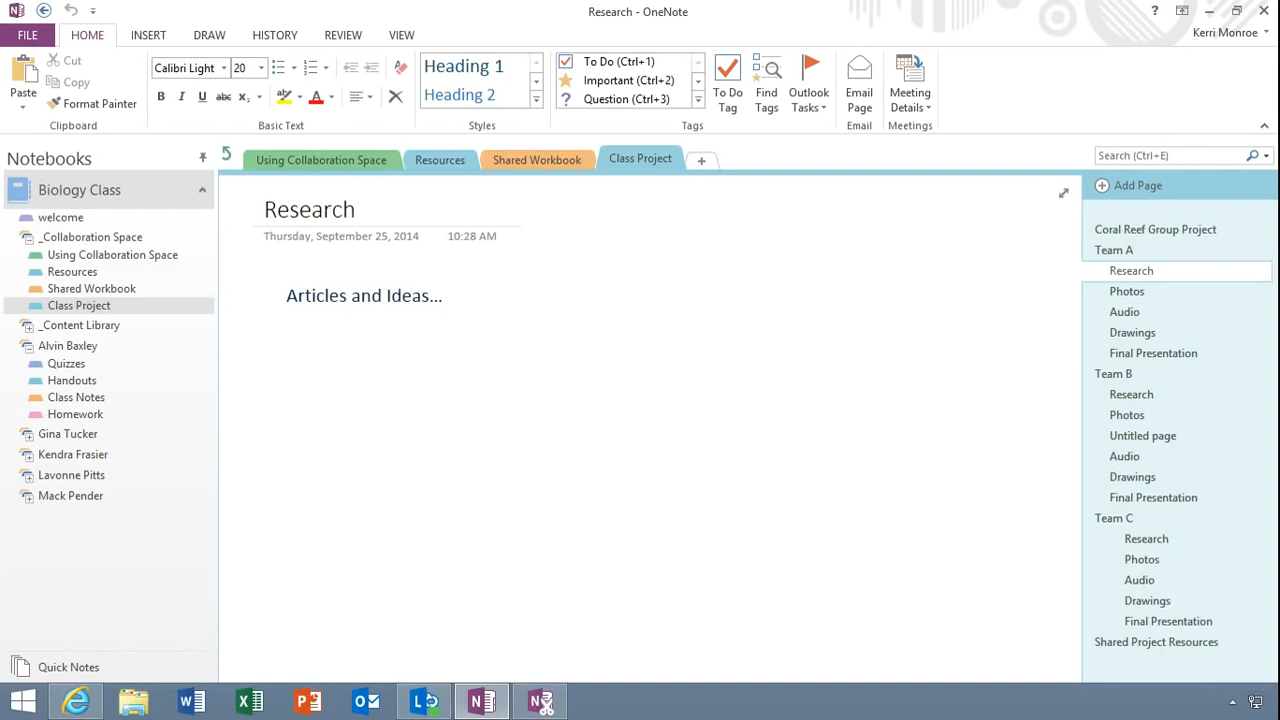 Research - OneNote
?
FILE
HOME
INSERT
DRAW
HISTORY
REVIEW
VIEW
Kerri Monroe
Paste
Cut
Copy
Format Painter
Clipboard
Calibri Light
20
B I U abc x₂ A
Basic Text
Heading 1
Heading 2
Styles
To Do (Ctrl+1)
Important (Ctrl+2)
Question (Ctrl+3)
Tags
To Do
Tag
Find
Tags
Outlook
Tasks
Email
Page
Email
Meeting
Details
Meetings
Notebooks
Biology Class
welcome
_Collaboration Space
Using Collaboration Space
Resources
Shared Workbook
Class Project
_Content Library
Alvin Baxley
Quizzes
Handouts
Class Notes
Homework
Gina Tucker
Kendra Frasier
Lavonne Pitts
Mack Pender
Quick Notes
Using Collaboration Space
Resources
Shared Workbook
Class Project
Search (Ctrl+E)
Research
Thursday, September 25, 2014 10:28 AM
Articles and Ideas...
Add Page
Coral Reef Group Project
Team A
Research
Photos
Audio
Drawings
Final Presentation
Team B
Research
Photos
Untitled page
Audio
Drawings
Final Presentation
Team C
Research
Photos
Audio
Drawings
Final Presentation
Shared Project Resources